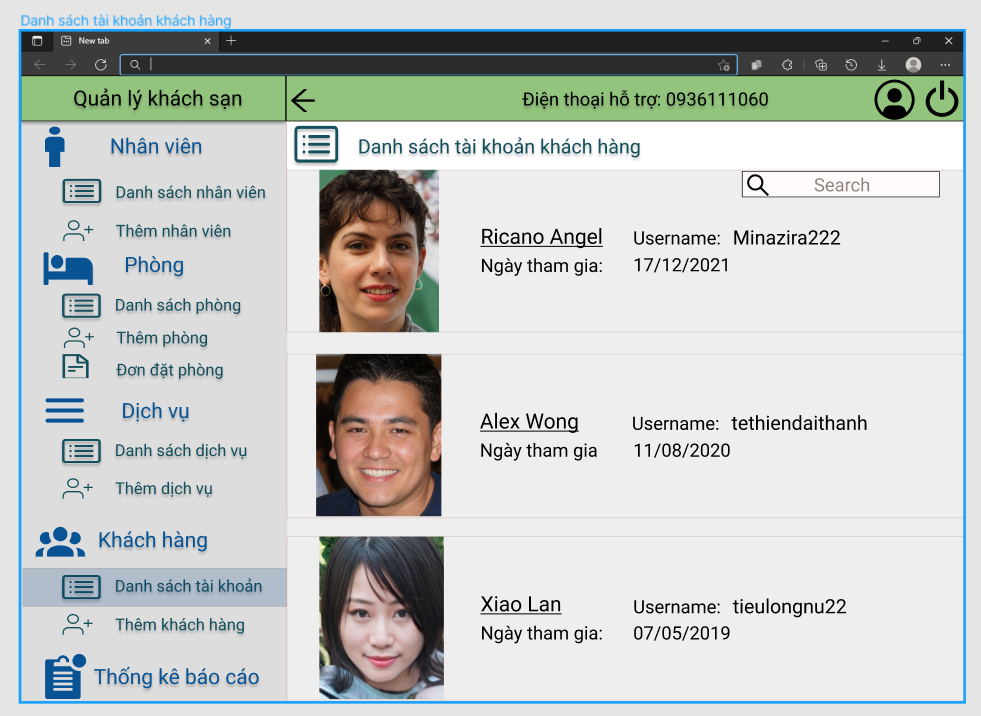 Danh sách tài khoản khách hàng
New tab
Quản lý khách sạn
Điện thoại hỗ trợ: 0936111060
Nhân viên
Danh sách nhân viên
Thêm nhân viên
Phòng
Danh sách phòng
Thêm phòng
Đơn đặt phòng
Dịch vụ
Danh sách dịch vụ
Thêm dịch vụ
Khách hàng
Danh sách tài khoản
Thêm khách hàng
Thống kê báo cáo
Danh sách tài khoản khách hàng
Search
Ricano Angel Username: Minazira222
Ngày tham gia: 17/12/2021
Alex Wong Username: tethiendaithanh
Ngày tham gia 11/08/2020
Xiao Lan Username: tieulongnu22
Ngày tham gia: 07/05/2019